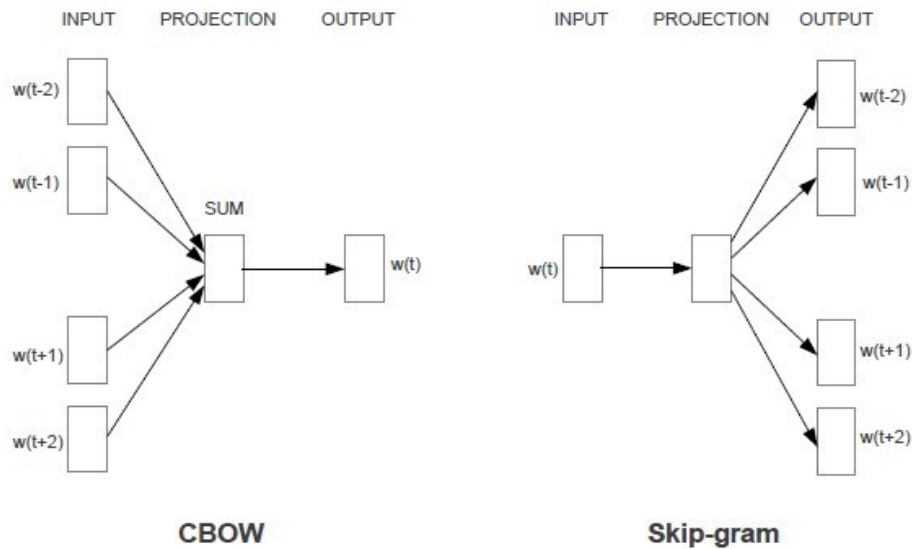 INPUT PROJECTION OUTPUT
w(t-2)
w(t-1)
SUM
w(t)
w(t+1)
w(t+2)
CBOW
INPUT PROJECTION OUTPUT
w(t-2)
w(t-1)
w(t)
w(t+1)
w(t+2)
Skip-gram